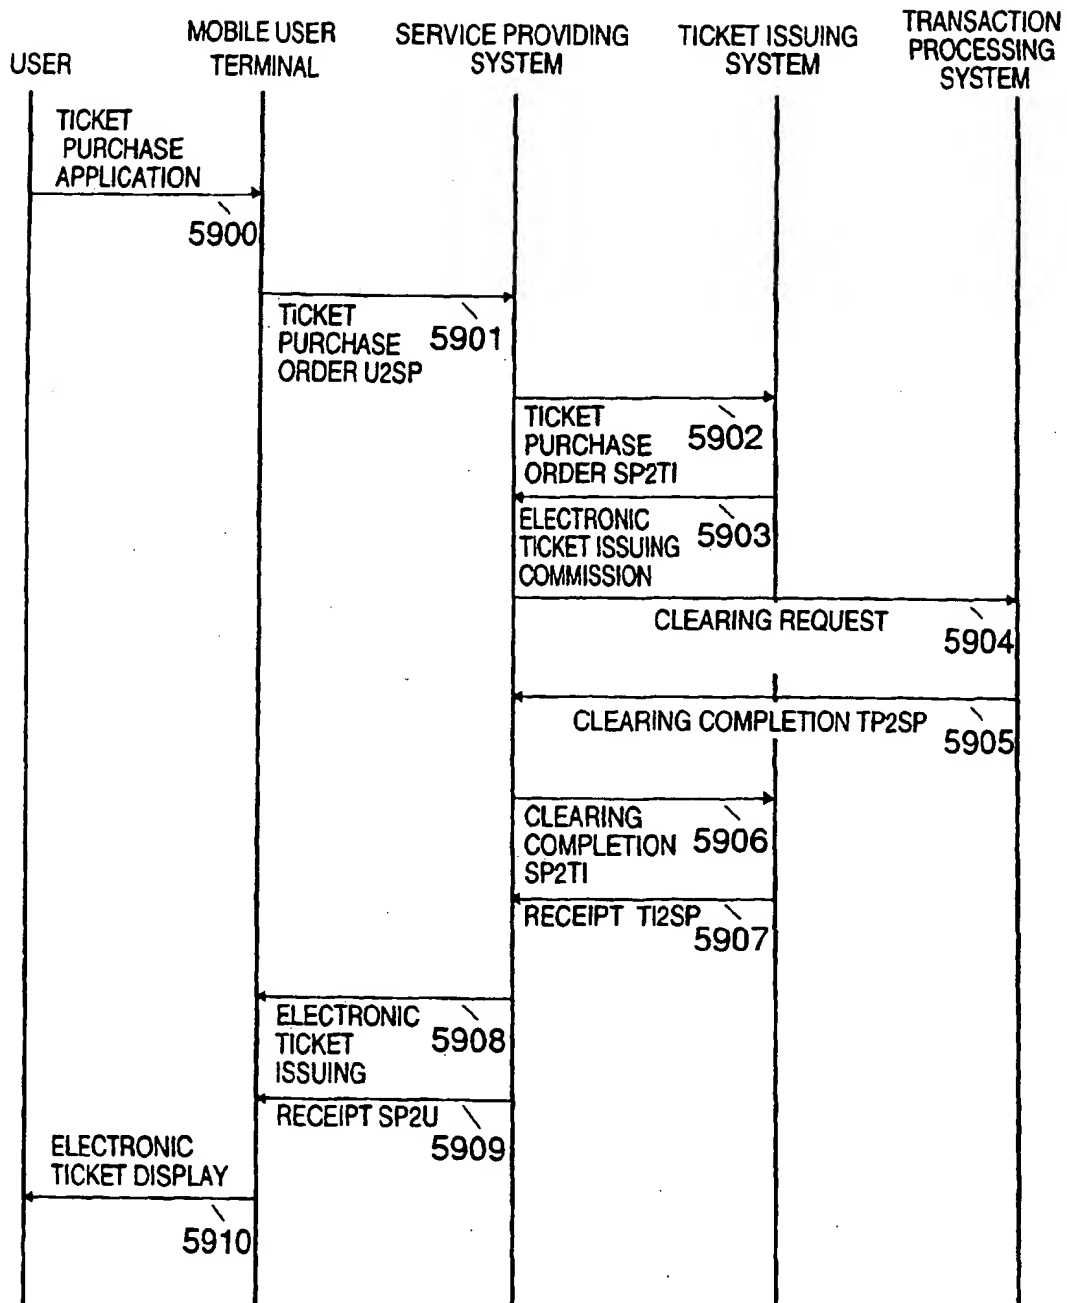 USER
MOBILE USER
TERMINAL
SERVICE PROVIDING
SYSTEM
TICKET ISSUING
SYSTEM
TRANSACTION
PROCESSING
SYSTEM
TICKET
PURCHASE
APPLICATION
5900
TICKET
PURCHASE
ORDER U2SP
5901
TICKET
PURCHASE
ORDER SP2TI
5902
ELECTRONIC
TICKET ISSUING
COMMISSION
5903
CLEARING REQUEST
5904
CLEARING COMPLETION TP2SP
5905
CLEARING
COMPLETION
SP2TI
5906
RECEIPT TI2SP
5907
ELECTRONIC
TICKET
ISSUING
5908
RECEIPT SP2U
5909
ELECTRONIC
TICKET DISPLAY
5910